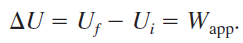 ΔU = U_f − U_i = W_app.